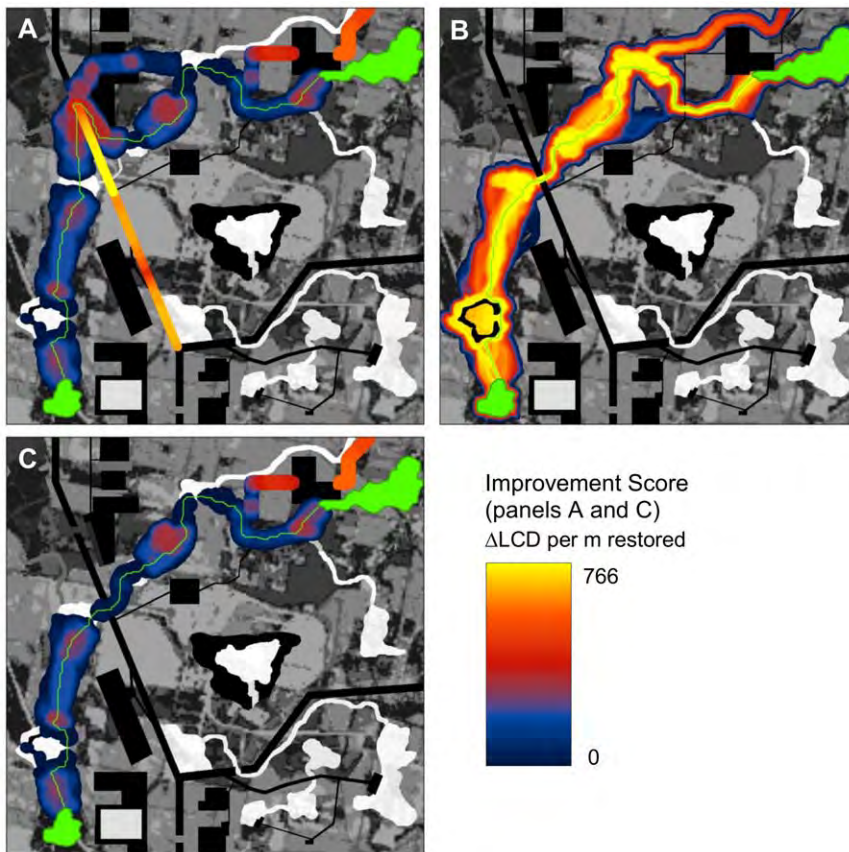 A
B
C
Improvement Score
(panels A and C)
ΔLCD per m restored
766
0